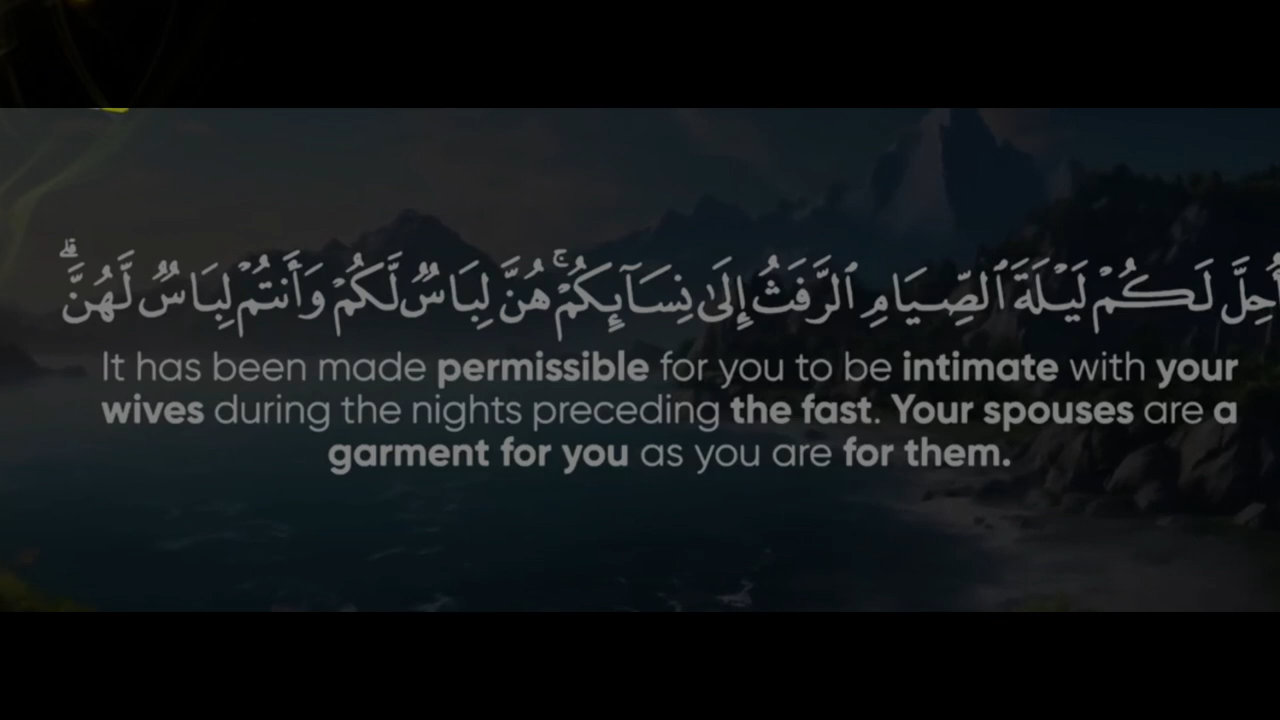 أُحِلَّ لَكُمْ لَيْلَةَ ٱلصِّيَامِ ٱلرَّفَثُ إِلَىٰ نِسَآئِكُمْ ۚ هُنَّ لِبَاسٌ لَّكُمْ وَأَنتُمْ لِبَاسٌ لَّهُنَّ ۗ
It has been made permissible for you to be intimate with your
wives during the nights preceding the fast. Your spouses are a
garment for you as you are for them.